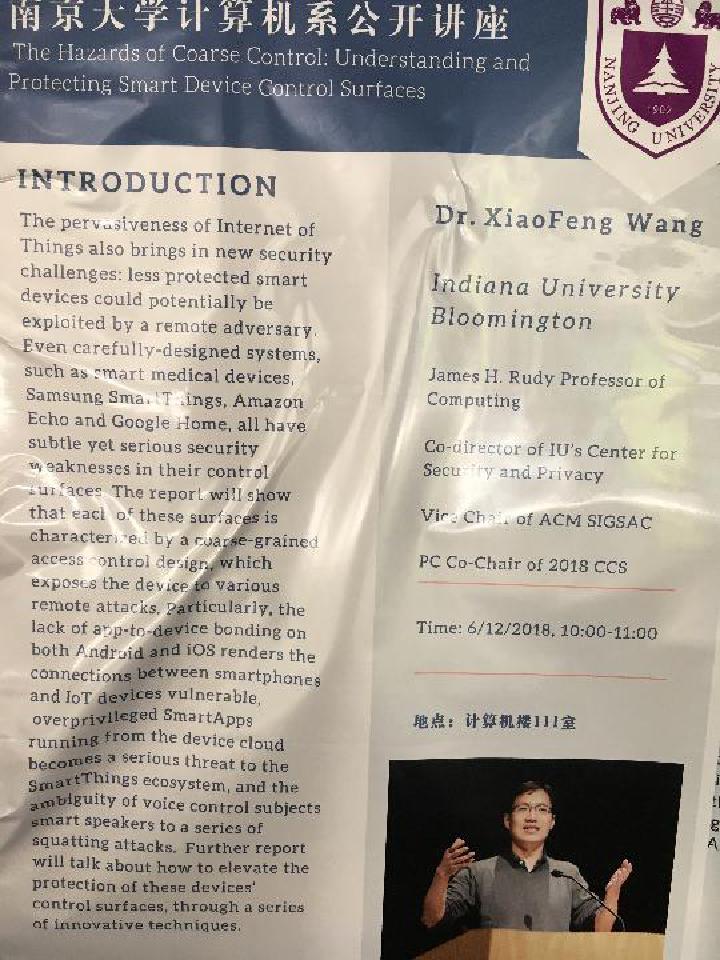 南京大学计算机系公开讲座
The Hazards of Coarse Control: Understanding and
Protecting Smart Device Control Surfaces
NANJING UNIVERSITY
1902
INTRODUCTION
The pervasiveness of Internet of
Things also brings in new security
challenges: less protected smart
devices could potentially be
exploited by a remote adversary.
Even carefully-designed systems,
such as smart medical devices,
Samsung SmartThings, Amazon
Echo and Google Home, all have
subtle yet serious security
weaknesses in their control
surfaces. The report will show
that each of these surfaces is
characterized by a coarse-grained
access control design, which
exposes the device to various
remote attacks. Particularly, the
lack of app-to-device bonding on
both Android and iOS renders the
connections between smartphones
and IoT devices vulnerable,
overprivileged SmartApps
running from the device cloud
becomes a serious threat to the
SmartThings ecosystem, and the
ambiguity of voice control subjects
smart speakers to a series of
squatting attacks. Further report
will talk about how to elevate the
protection of these devices'
control surfaces, through a series
of innovative techniques.
Dr. XiaoFeng Wang
Indiana University
Bloomington
James H. Rudy Professor of
Computing
Co-director of IU's Center for
Security and Privacy
Vice Chair of ACM SIGSAC
PC Co-Chair of 2018 CCS
Time: 6/12/2018, 10:00-11:00
地点：计算机楼111室